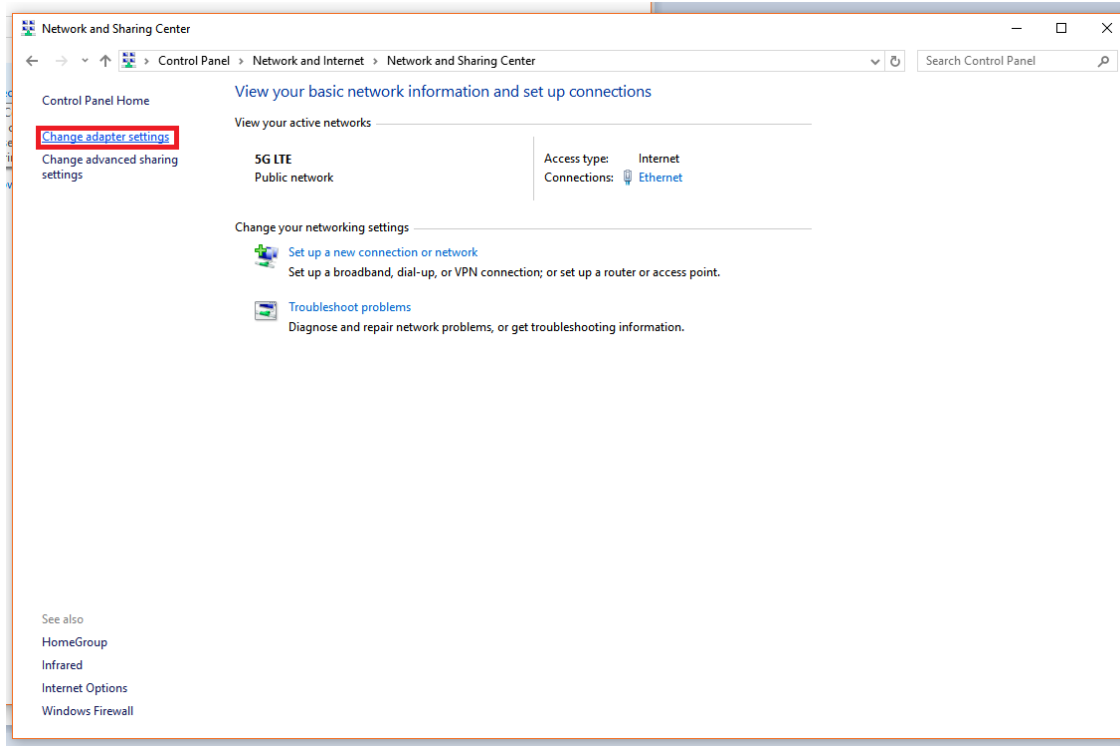 Network and Sharing Center
Control Panel > Network and Internet > Network and Sharing Center
Search Control Panel
Control Panel Home
Change adapter settings
Change advanced sharing
settings
View your basic network information and set up connections
View your active networks
5G LTE
Public network
Access type: Internet
Connections: Ethernet
Change your networking settings
Set up a new connection or network
Set up a broadband, dial-up, or VPN connection; or set up a router or access point.
Troubleshoot problems
Diagnose and repair network problems, or get troubleshooting information.
See also
HomeGroup
Infrared
Internet Options
Windows Firewall